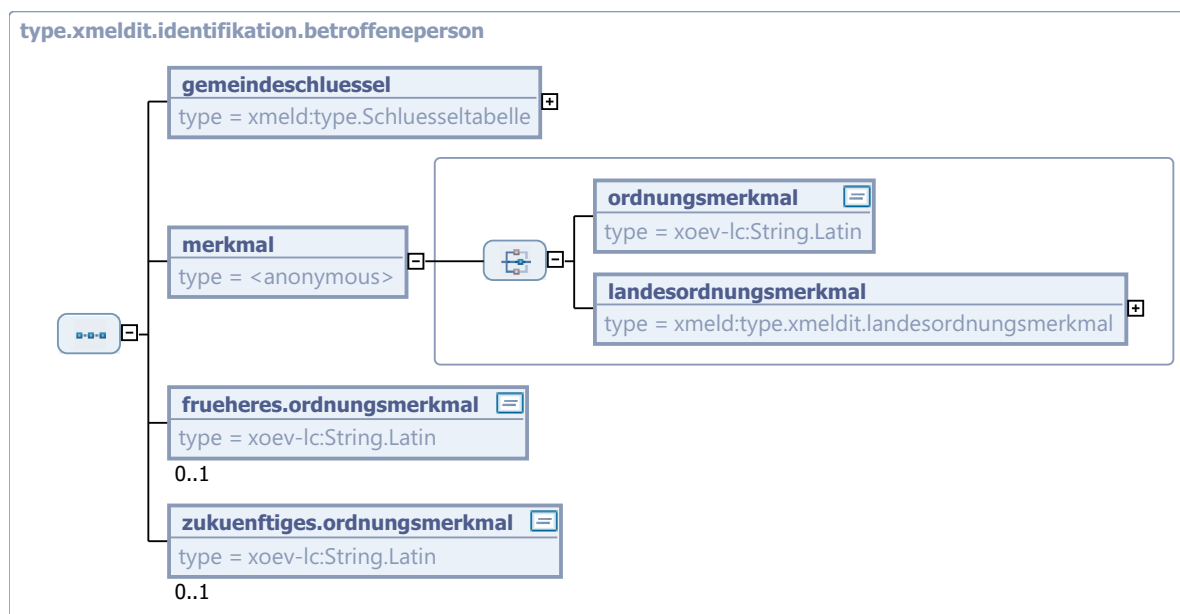 type.xmeldit.identifikation.betroffeneperson
gemeindeschluessel
type = xmeld:type.Schluesseltabelle
merkmal
type = <anonymous>
ordnungsmerkmal
type = xoev-lc:String.Latin
landesordnungsmerkmal
type = xmeld:type.xmeldit.landesordnungsmerkmal
frueheres.ordnungsmerkmal
type = xoev-lc:String.Latin
0..1
zukuenftiges.ordnungsmerkmal
type = xoev-lc:String.Latin
0..1